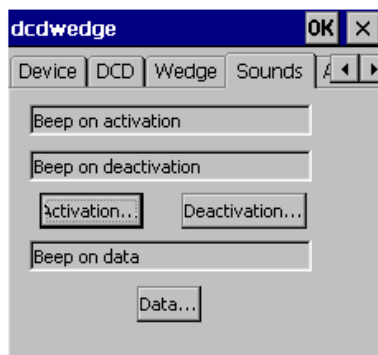 dcdwedge OK ×
Device DCD Wedge Sounds
Beep on activation
Beep on deactivation
Activation... Deactivation...
Beep on data
Data...